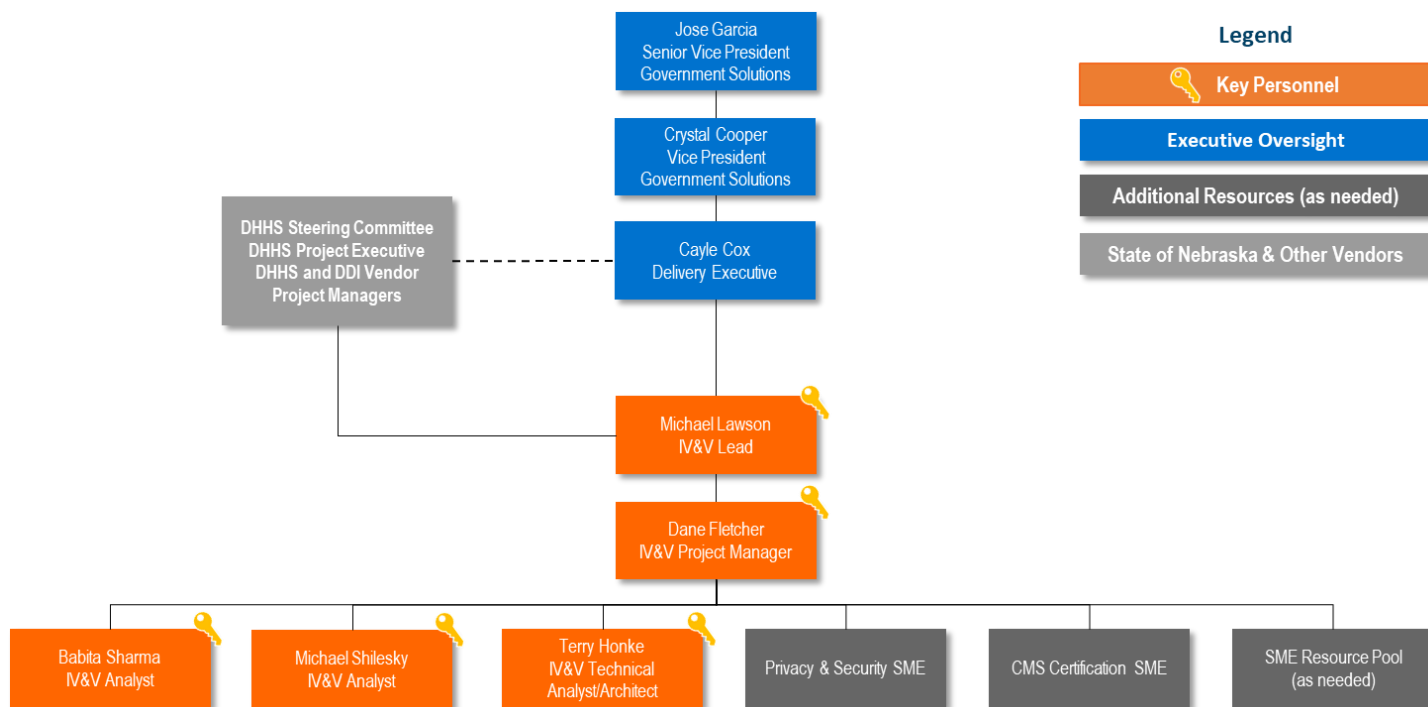 Jose Garcia
Senior Vice President
Government Solutions
Legend
Key Personnel
Executive Oversight
Additional Resources (as needed)
State of Nebraska & Other Vendors
Crystal Cooper
Vice President
Government Solutions
DHHS Steering Committee
DHHS Project Executive
DHHS and DDI Vendor
Project Managers
Cayle Cox
Delivery Executive
Michael Lawson
IV&V Lead
Dane Fletcher
IV&V Project Manager
Babita Sharma
IV&V Analyst
Michael Shilesky
IV&V Analyst
Terry Honke
IV&V Technical
Analyst/Architect
Privacy & Security SME
CMS Certification SME
SME Resource Pool
(as needed)